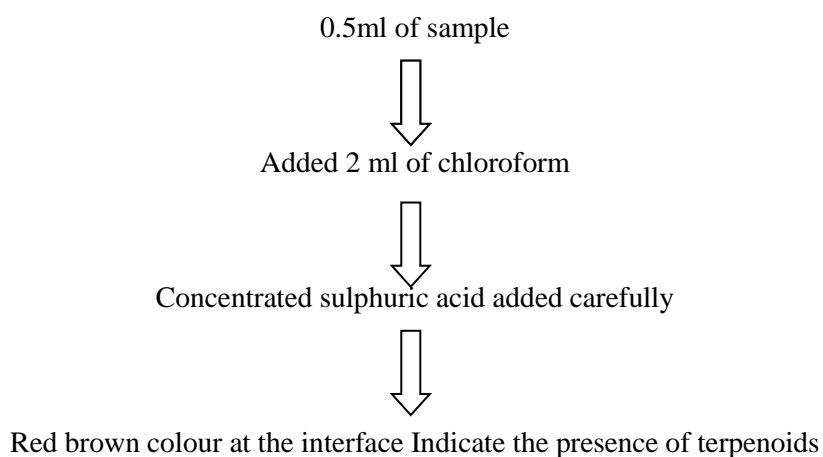 0.5ml of sample
Added 2 ml of chloroform
Concentrated sulphuric acid added carefully
Red brown colour at the interface Indicate the presence of terpenoids